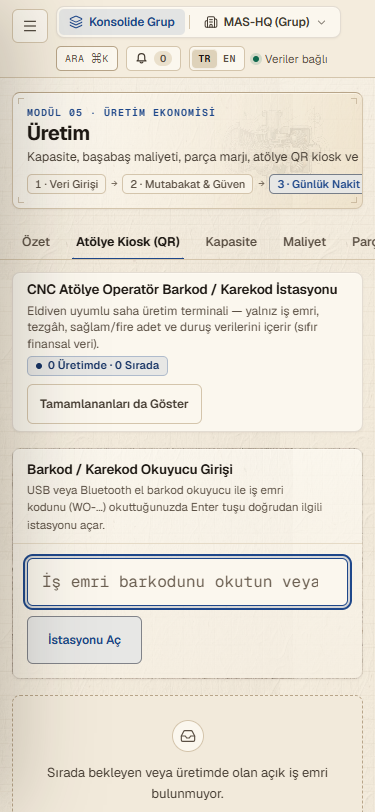 Konsolide Grup
MAS-HQ (Grup)
ARA ⌘K
0
TR EN
Veriler bağlı
MODÜL 05 · ÜRETİM EKONOMİSİ
Üretim
Kapasite, başabaş maliyeti, parça marjı, atölye QR kiosk ve
1 · Veri Girişi → 2 · Mutabakat & Güven → 3 · Günlük Nakit
Özet Atölye Kiosk (QR) Kapasite Maliyet
CNC Atölye Operatör Barkod / Karekod İstasyonu
Eldiven uyumlu saha üretim terminali — yalnız iş emri,
tezgâh, sağlam/fire adet ve duruş verilerini içerir (sıfır
finansal veri).
0 Üretimde · 0 Sırada
Tamamlananları da Göster
Barkod / Karekod Okuyucu Girişi
USB veya Bluetooth el barkod okuyucu ile iş emri
kodunu (WO-…) okuttuğunuzda Enter tuşu doğrudan ilgili
istasyonu açar.
İş emri barkodunu okutun veya
İstasyonu Aç
Sırada bekleyen veya üretimde olan açık iş emri
bulunmuyor.